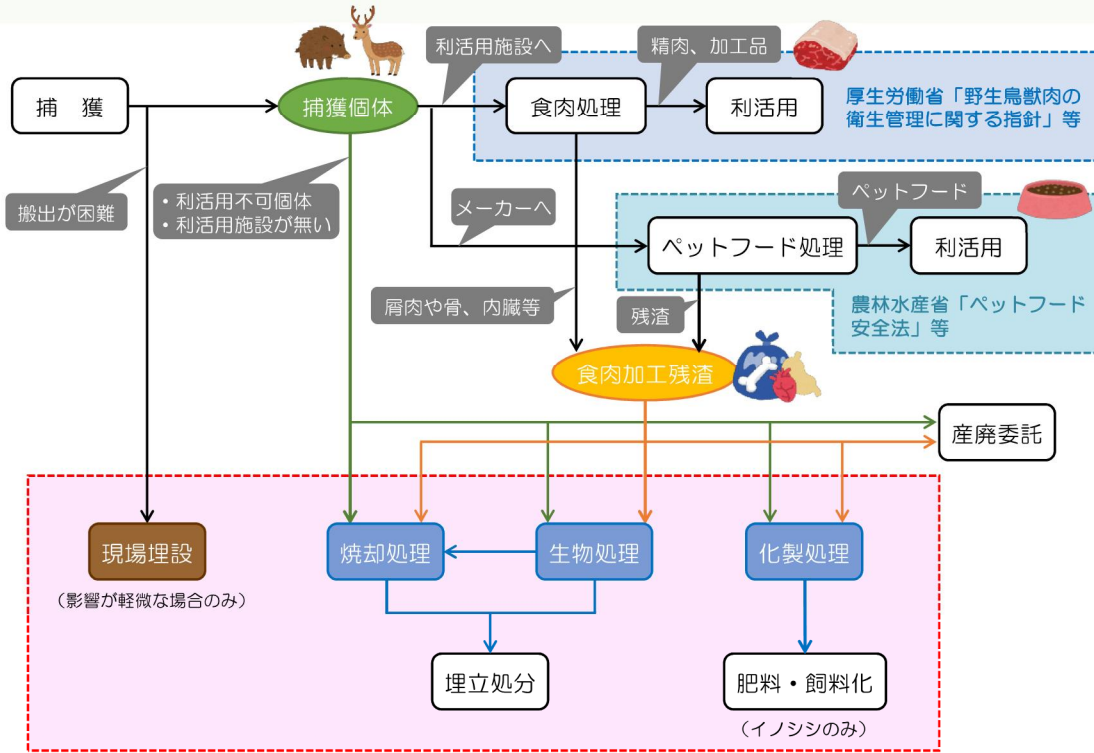 利活用施設へ
精肉、加工品
捕　獲
捕獲個体
食肉処理
利活用
厚生労働省「野生鳥獣肉の
衛生管理に関する指針」等
搬出が困難
・利活用不可個体
・利活用施設が無い
メーカーへ
ペットフード
ペットフード処理
利活用
屑肉や骨、内臓等
残渣
農林水産省「ペットフード
安全法」等
食肉加工残渣
産廃委託
現場埋設
（影響が軽微な場合のみ）
焼却処理
生物処理
化製処理
埋立処分
肥料・飼料化
（イノシシのみ）